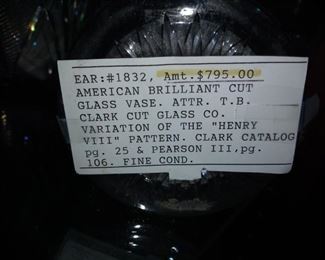 EAR:#1832, Amt.$795.00
AMERICAN BRILLIANT CUT
GLASS VASE. ATTR. T.B.
CLARK CUT GLASS CO.
VARIATION OF THE "HENRY
VIII" PATTERN. CLARK CATALOG
pg. 25 & PEARSON III,pg.
106. FINE COND.